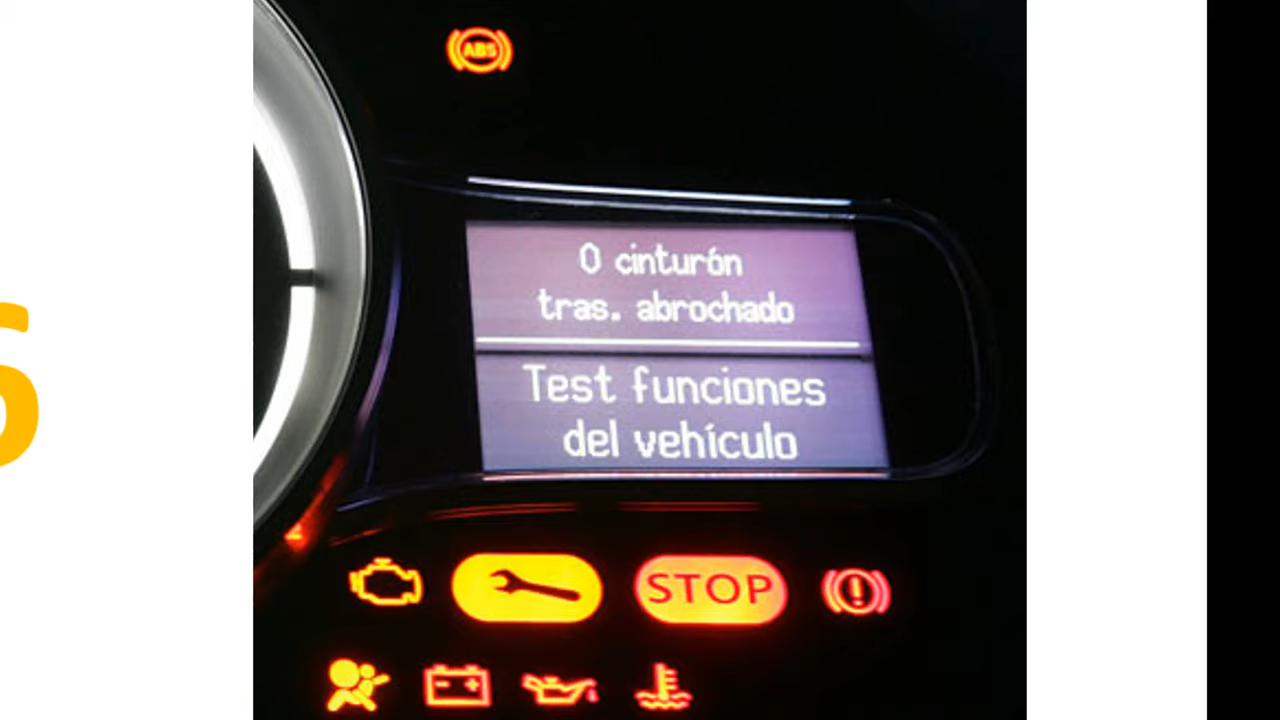 ABS
0 cinturón
tras. abrochado
Test funciones
del vehículo
STOP